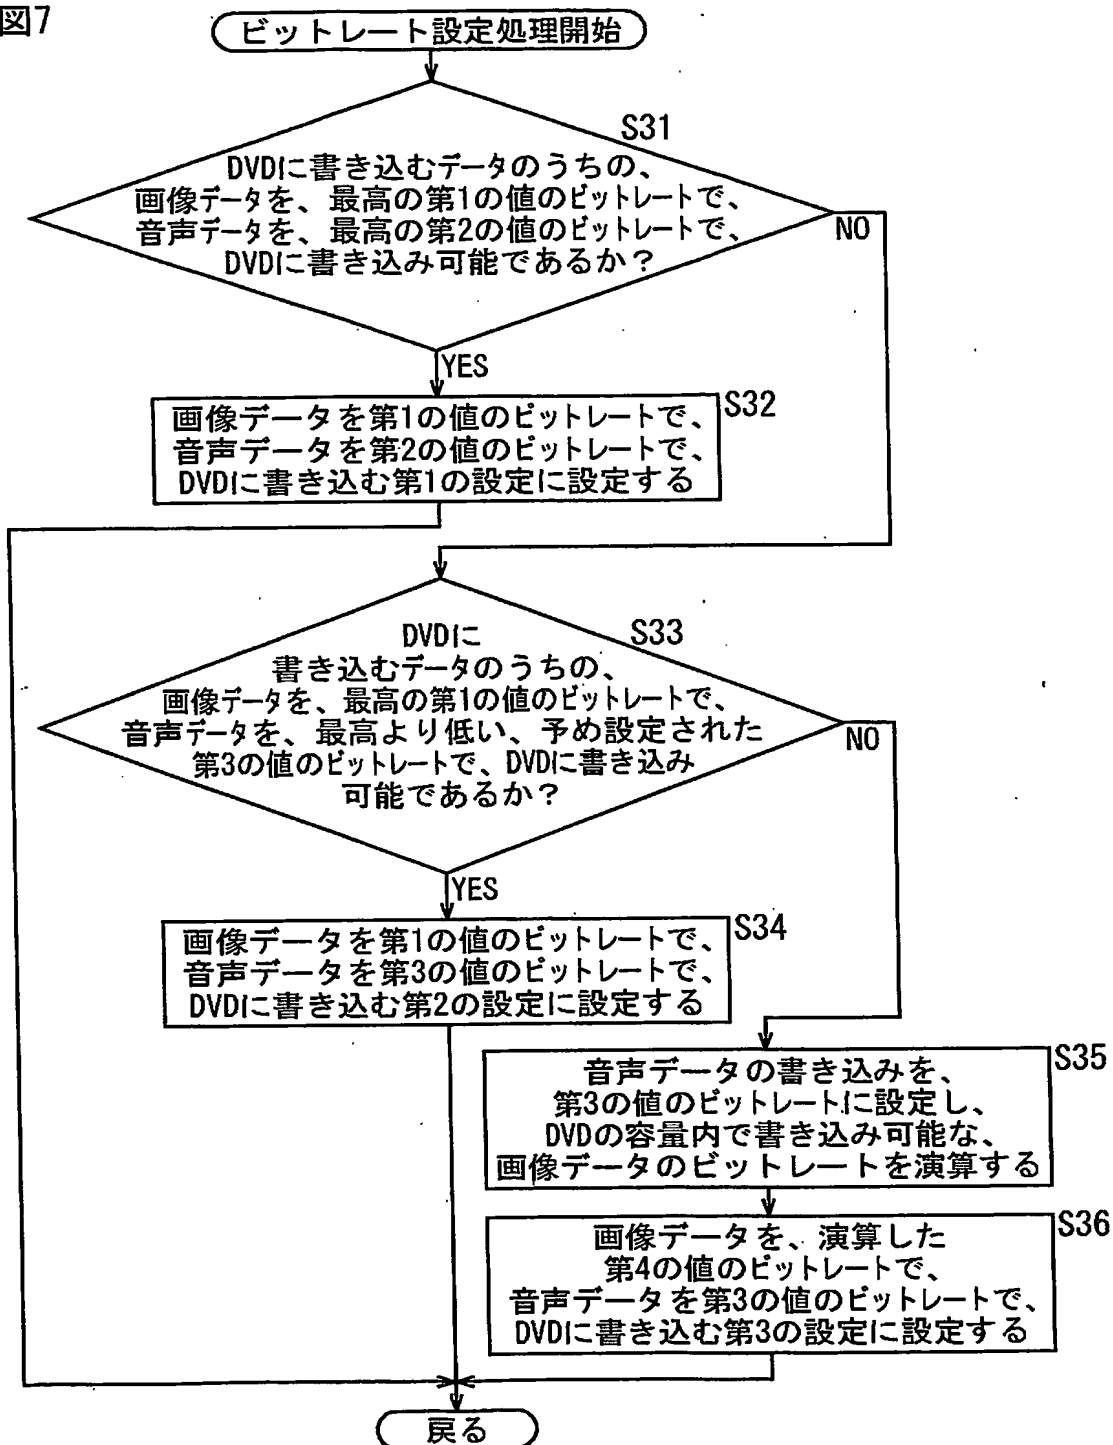 図7
ビットレート設定処理開始
S31
DVDに書き込むデータのうちの、
画像データを、最高の第1の値のビットレートで、
音声データを、最高の第2の値のビットレートで、
DVDに書き込み可能であるか？
NO
YES
S32
画像データを第1の値のビットレートで、
音声データを第2の値のビットレートで、
DVDに書き込む第1の設定に設定する
S33
DVDに
書き込むデータのうちの、
画像データを、最高の第1の値のビットレートで、
音声データを、最高より低い、予め設定された
第3の値のビットレートで、DVDに書き込み
可能であるか？
NO
YES
S34
画像データを第1の値のビットレートで、
音声データを第3の値のビットレートで、
DVDに書き込む第2の設定に設定する
S35
音声データの書き込みを、
第3の値のビットレートに設定し、
DVDの容量内で書き込み可能な、
画像データのビットレートを演算する
S36
画像データを、演算した
第4の値のビットレートで、
音声データを第3の値のビットレートで、
DVDに書き込む第3の設定に設定する
戻る